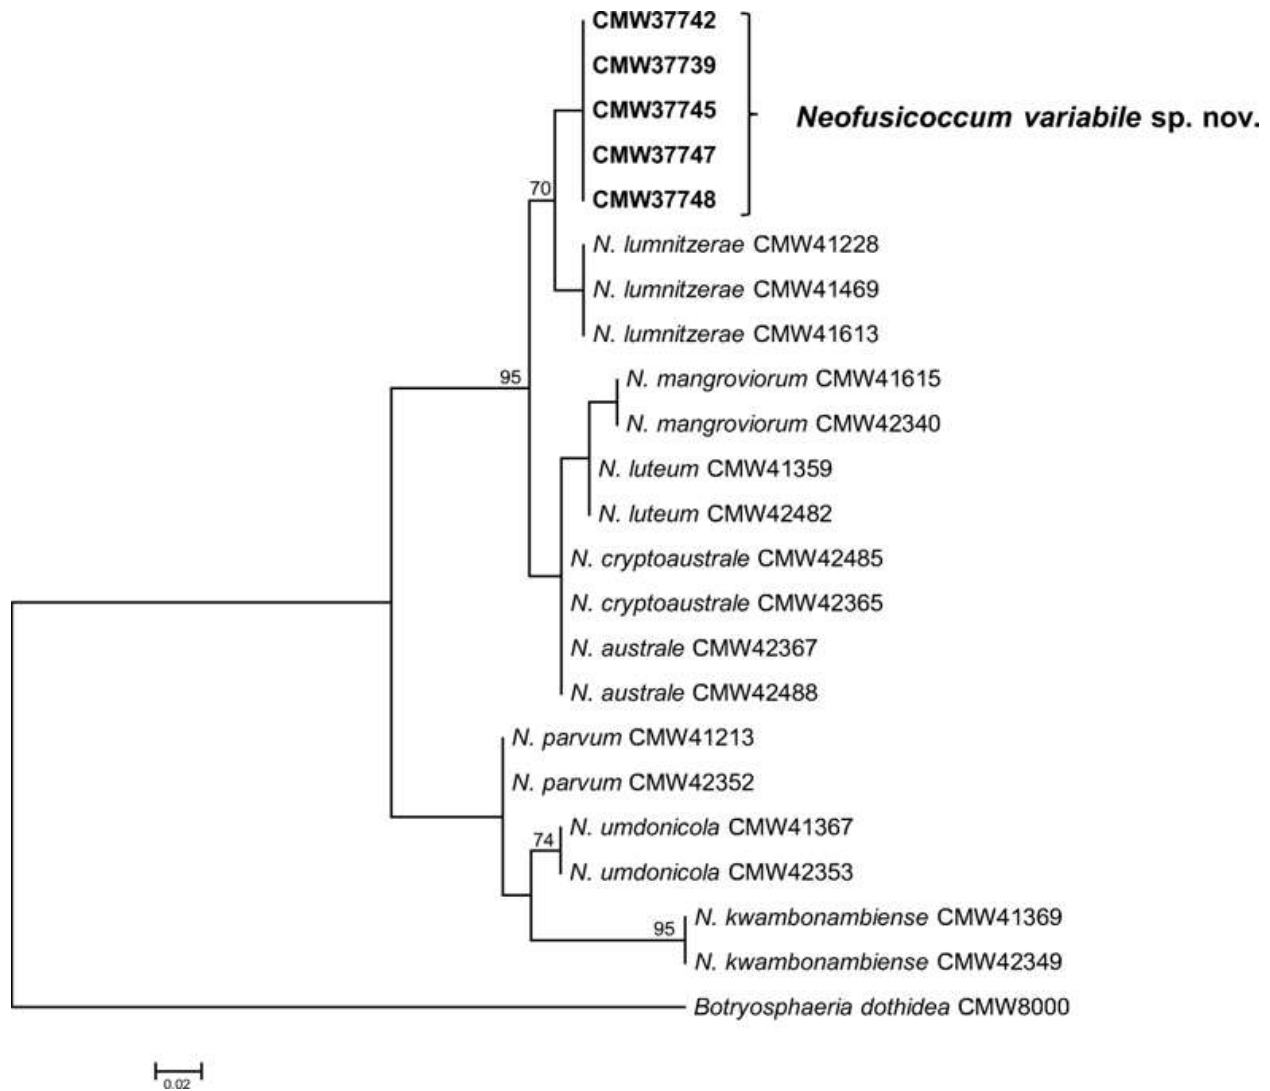 CMW37742
CMW37739
CMW37745
Neofusicoccum variabile sp. nov.
CMW37747
70
CMW37748
N. lumnitzerae CMW41228
N. lumnitzerae CMW41469
N. lumnitzerae CMW41613
95
N. mangroviorum CMW41615
N. mangroviorum CMW42340
N. luteum CMW41359
N. luteum CMW42482
N. cryptoaustrale CMW42485
N. cryptoaustrale CMW42365
N. australe CMW42367
N. australe CMW42488
N. parvum CMW41213
N. parvum CMW42352
74
N. umdonicola CMW41367
N. umdonicola CMW42353
95
N. kwambonambiense CMW41369
N. kwambonambiense CMW42349
Botryosphaeria dothidea CMW8000
0.02